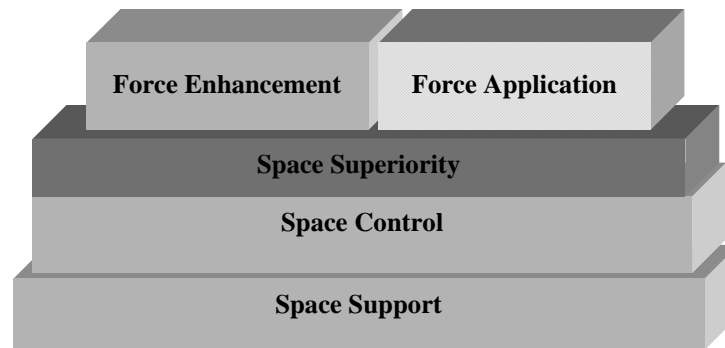 Force Enhancement
Force Application
Space Superiority
Space Control
Space Support